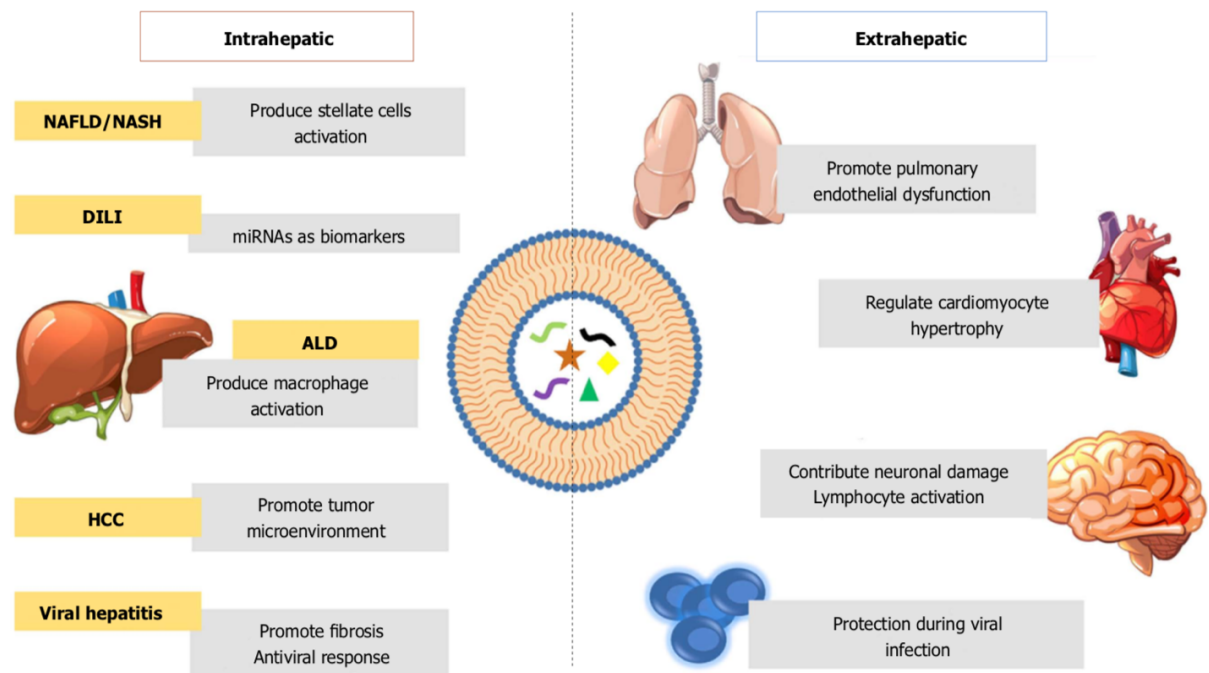 Intrahepatic
NAFLD/NASH
Produce stellate cells
activation
DILI
miRNAs as biomarkers
ALD
Produce macrophage
activation
HCC
Promote tumor
microenvironment
Viral hepatitis
Promote fibrosis
Antiviral response
Extrahepatic
Promote pulmonary
endothelial dysfunction
Regulate cardiomyocyte
hypertrophy
Contribute neuronal damage
Lymphocyte activation
Protection during viral
infection